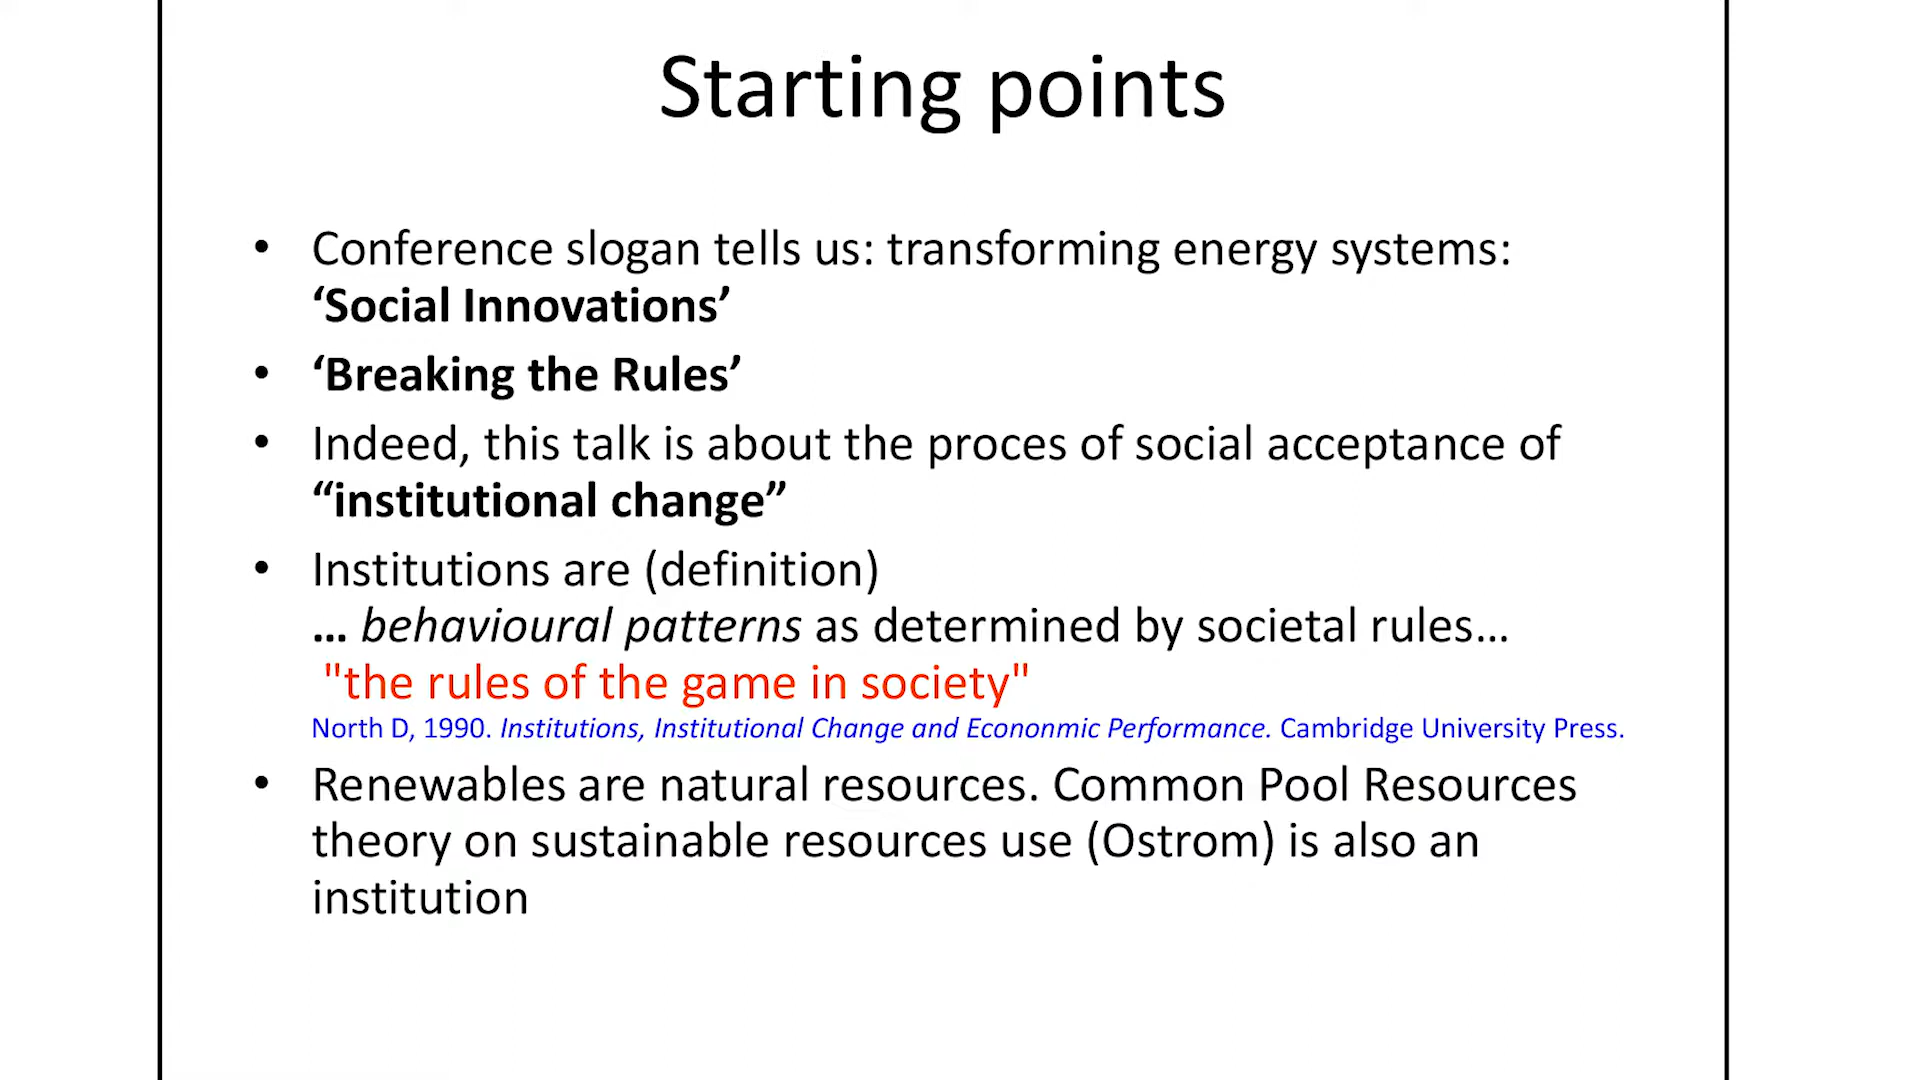 Starting points
• Conference slogan tells us: transforming energy systems:
‘Social Innovations’
• ‘Breaking the Rules’
• Indeed, this talk is about the proces of social acceptance of
“institutional change”
• Institutions are (definition)
... behavioural patterns as determined by societal rules...
"the rules of the game in society"
North D, 1990. Institutions, Institutional Change and Econonmic Performance. Cambridge University Press.
• Renewables are natural resources. Common Pool Resources
theory on sustainable resources use (Ostrom) is also an
institution